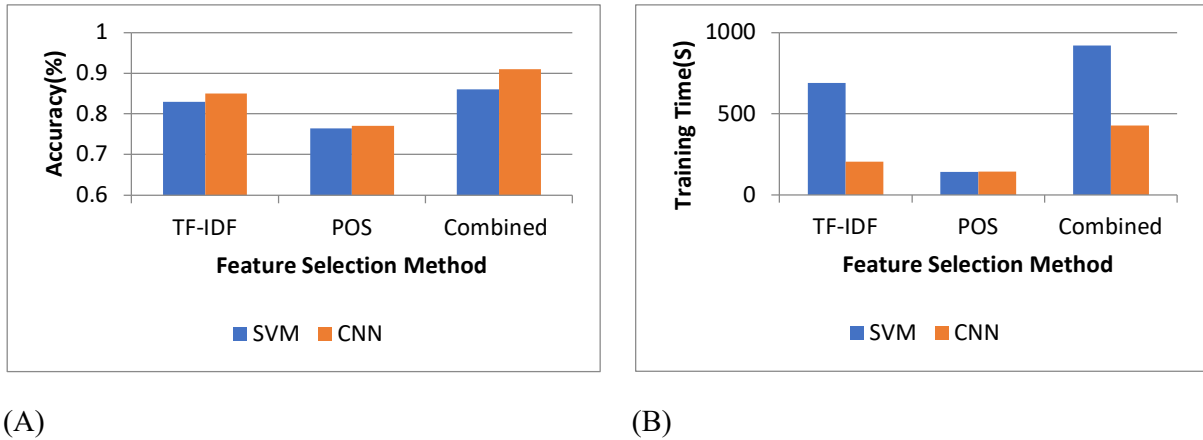 1
0.9
0.8
0.7
0.6
Accuracy(%)
TF-IDF POS Combined
Feature Selection Method
SVM CNN
(A)
1000
500
0
Training Time(S)
TF-IDF POS Combined
Feature Selection Method
SVM CNN
(B)